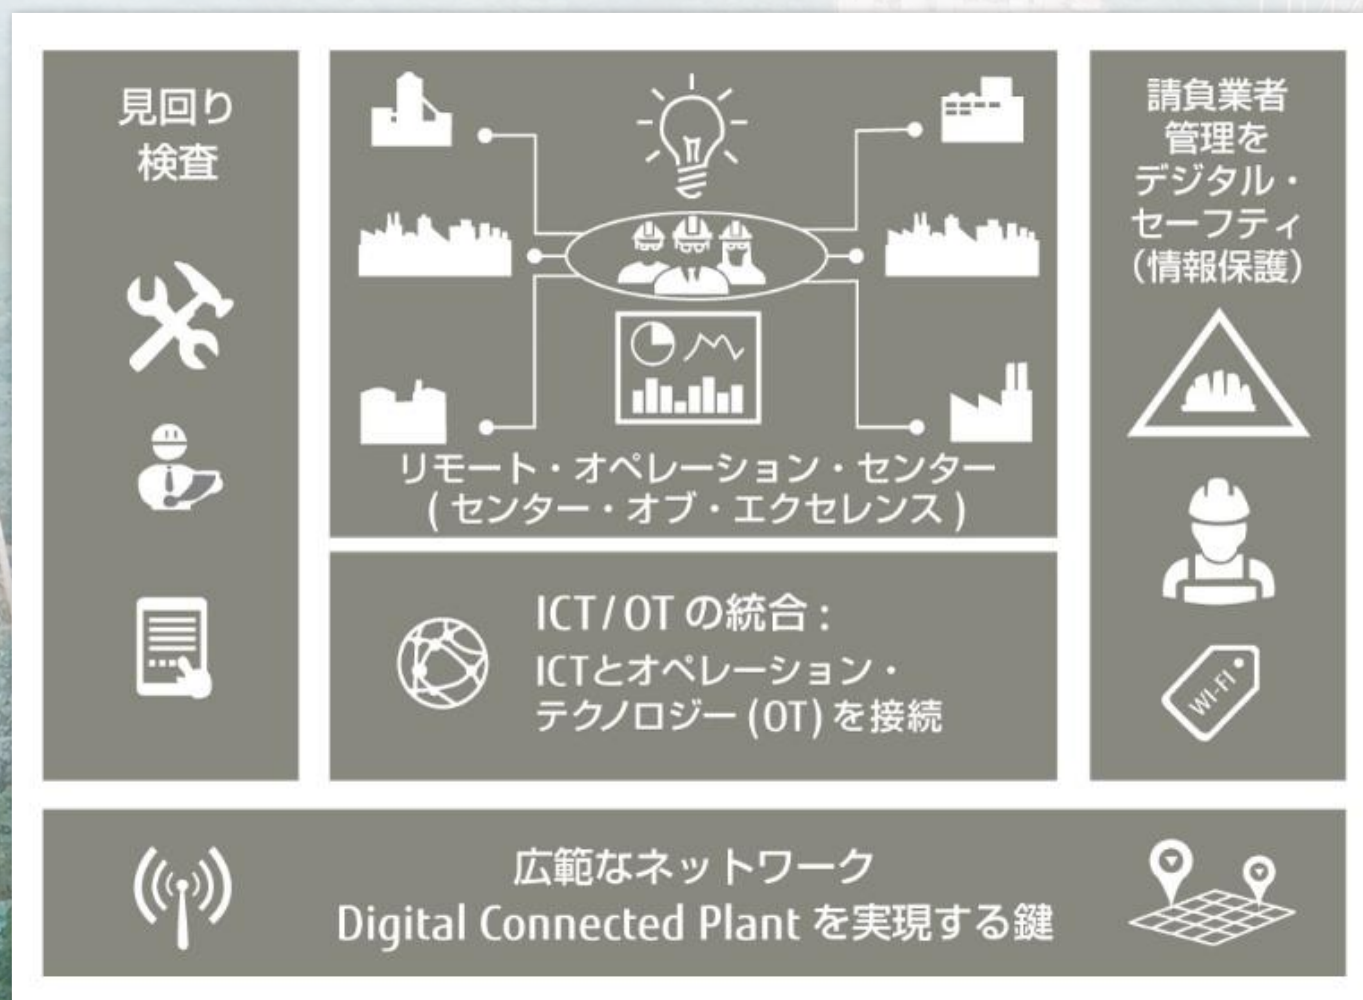 見回り
検査
リモート・オペレーション・センター
( センター・オブ・エクセレンス )
請負業者
管理を
デジタル・
セーフティ
(情報保護)
WI-FI
ICT/OT の統合 :
ICTとオペレーション・
テクノロジー (OT) を接続
広範なネットワーク
Digital Connected Plant を実現する鍵